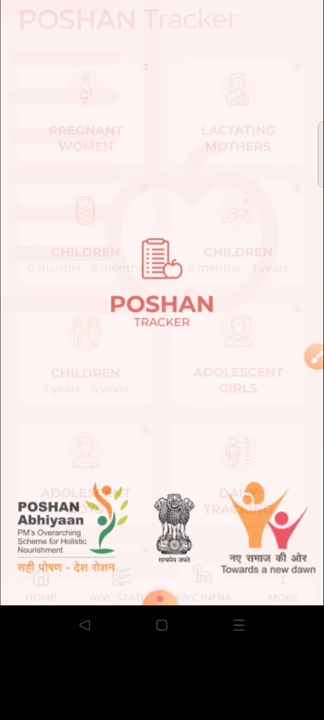 POSHAN Tracker
0
0
PREGNANT
WOMEN
LACTATING
MOTHERS
0
0
CHILDREN
0 months - 6 months
CHILDREN
6 months - 3 years
POSHAN
TRACKER
0
CHILDREN
3 years - 6 years
ADOLESCENT
GIRLS
0
POSHAN
Abhiyaan
PM's Overarching
Scheme for Holistic
Nourishment
सही पोषण - देश रोशन
सत्यमेव जयते
नए समाज की ओर
Towards a new dawn
DAILY
TRACKING
HOME
AWC INFRA
MORE